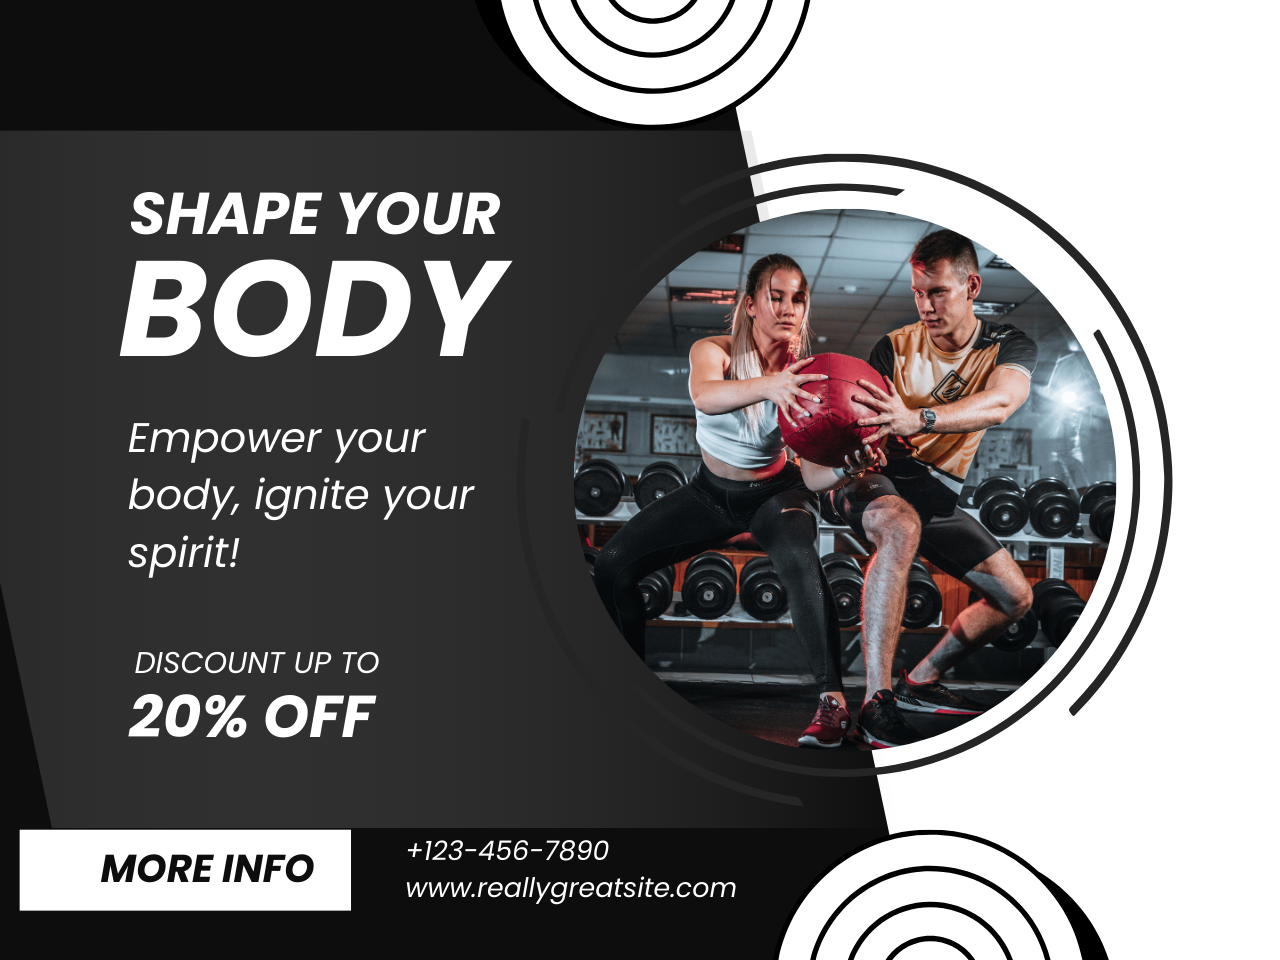 SHAPE YOUR
BODY
Empower your
body, ignite your
spirit!
DISCOUNT UP TO
20% OFF
MORE INFO
+123-456-7890
www.reallygreatsite.com